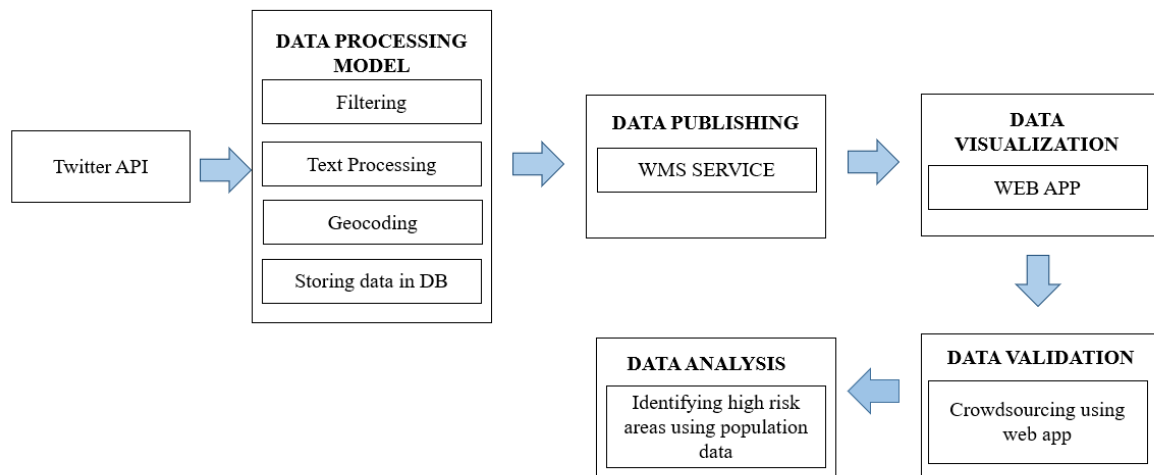 Twitter API
DATA PROCESSING
MODEL
Filtering
Text Processing
Geocoding
Storing data in DB
DATA PUBLISHING
WMS SERVICE
DATA
VISUALIZATION
WEB APP
DATA VALIDATION
Crowdsourcing using
web app
DATA ANALYSIS
Identifying high risk
areas using population
data